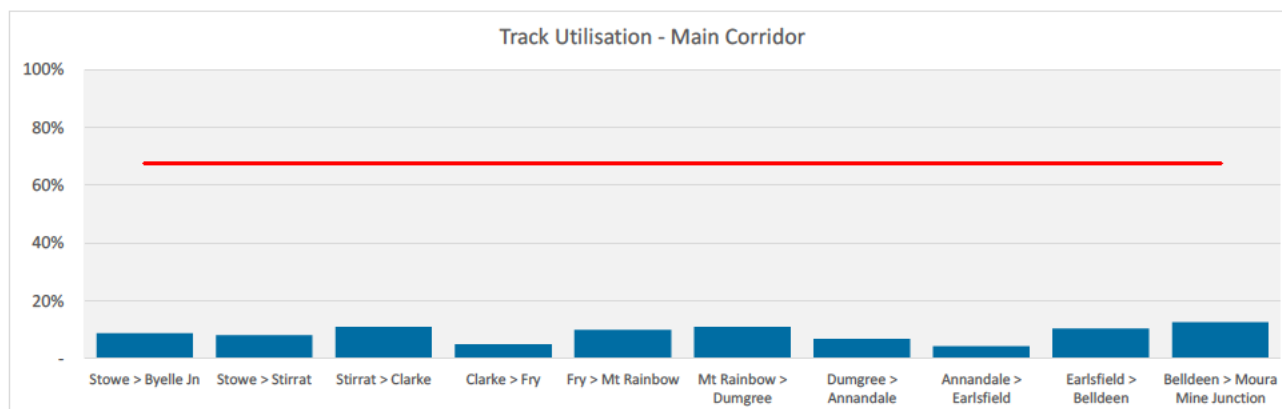 Track Utilisation - Main Corridor
100%
80%
60%
40%
20%
-
Stowe > Byelle Jn
Stowe > Stirrat
Stirrat > Clarke
Clarke > Fry
Fry > Mt Rainbow
Mt Rainbow >
Dumgree
Dumgree >
Annandale
Annandale >
Earlsfield
Earlsfield >
Belldeen
Belldeen > Moura
Mine Junction